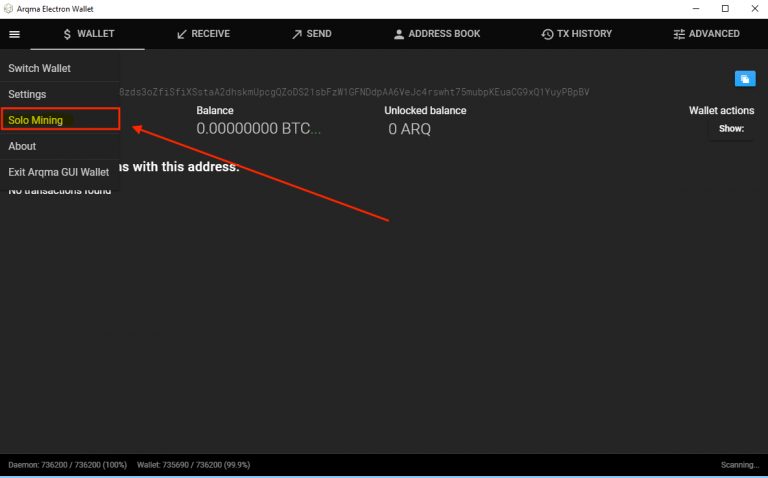 Arqma Electron Wallet
WALLET RECEIVE SEND ADDRESS BOOK TX HISTORY ADVANCED
Switch Wallet
Settings
8zds3oZfiSfiXSstaA2dhskmUpcgQZoDS21sbFzW1GFNDdpAA6VeJc4rswht75mubpKEuaCG9xQ1YuyPBpBV
Balance Unlocked balance Wallet actions
Solo Mining
0.00000000 BTC... 0 ARQ Show:
About
ns with this address.
Exit Arqma GUI Wallet
No transactions found
Daemon: 736200 / 736200 (100%) Wallet: 735690 / 736200 (99.9%) Scanning...